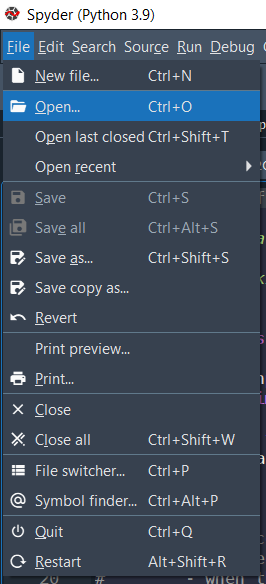 Spyder (Python 3.9)
File Edit Search Source Run Debug
New file... Ctrl+N
Open... Ctrl+O
Open last closed Ctrl+Shift+T
Open recent
Save Ctrl+S
Save all Ctrl+Alt+S
Save as... Ctrl+Shift+S
Save copy as...
Revert
Print preview...
Print...
Close
Close all Ctrl+Shift+W
File switcher... Ctrl+P
Symbol finder... Ctrl+Alt+P
Quit Ctrl+Q
Restart Alt+Shift+R
20 # - when